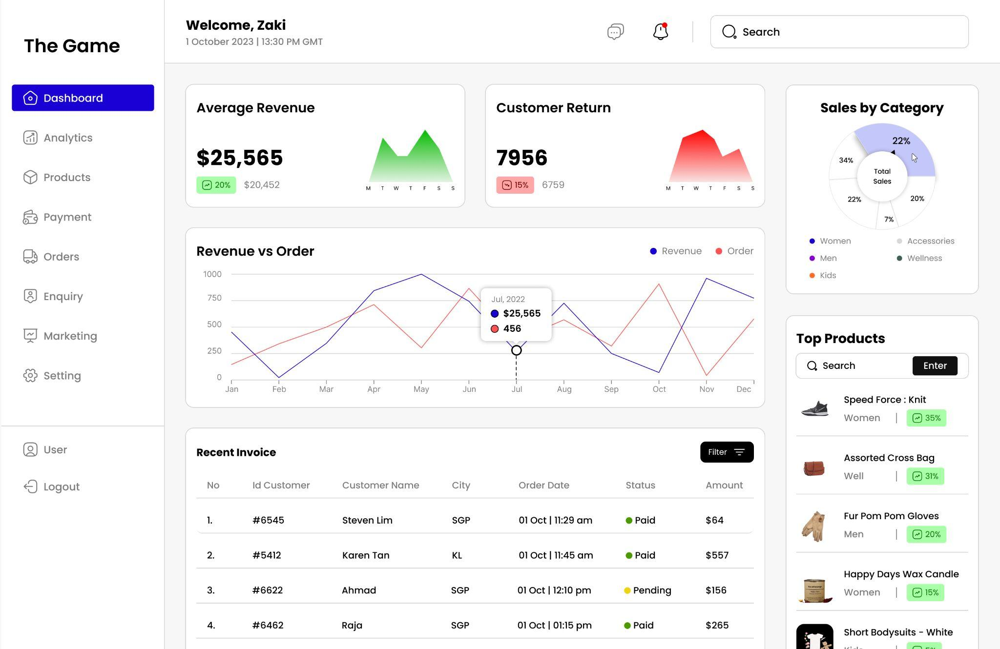 The Game
Dashboard
Analytics
Products
Payment
Orders
Enquiry
Marketing
Setting
User
Logout
Welcome, Zaki
1 October 2023 | 13:30 PM GMT
Search
Average Revenue
$25,565
20% $20,452
M T W T F S S
Customer Return
7956
15% 6759
M T W T F S S
Sales by Category
22%
34%
Total
Sales
22%
20%
7%
Women
Accessories
Men
Wellness
Kids
Revenue vs Order
Revenue Order
1000
750
500
250
0
Jul, 2022
$25,565
456
Jan Feb Mar Apr May Jun Jul Aug Sep Oct Nov Dec
Top Products
Search Enter
Speed Force : Knit
Women | 35%
Assorted Cross Bag
Well | 31%
Fur Pom Pom Gloves
Men | 20%
Happy Days Wax Candle
Women | 15%
Short Bodysuits - White
Recent Invoice
Filter
No Id Customer Customer Name City Order Date Status Amount
1. #6545 Steven Lim SGP 01 Oct | 11:29 am Paid $64
2. #5412 Karen Tan KL 01 Oct | 11:45 am Paid $557
3. #6622 Ahmad SGP 01 Oct | 12:10 pm Pending $156
4. #6462 Raja SGP 01 Oct | 01:15 pm Paid $265